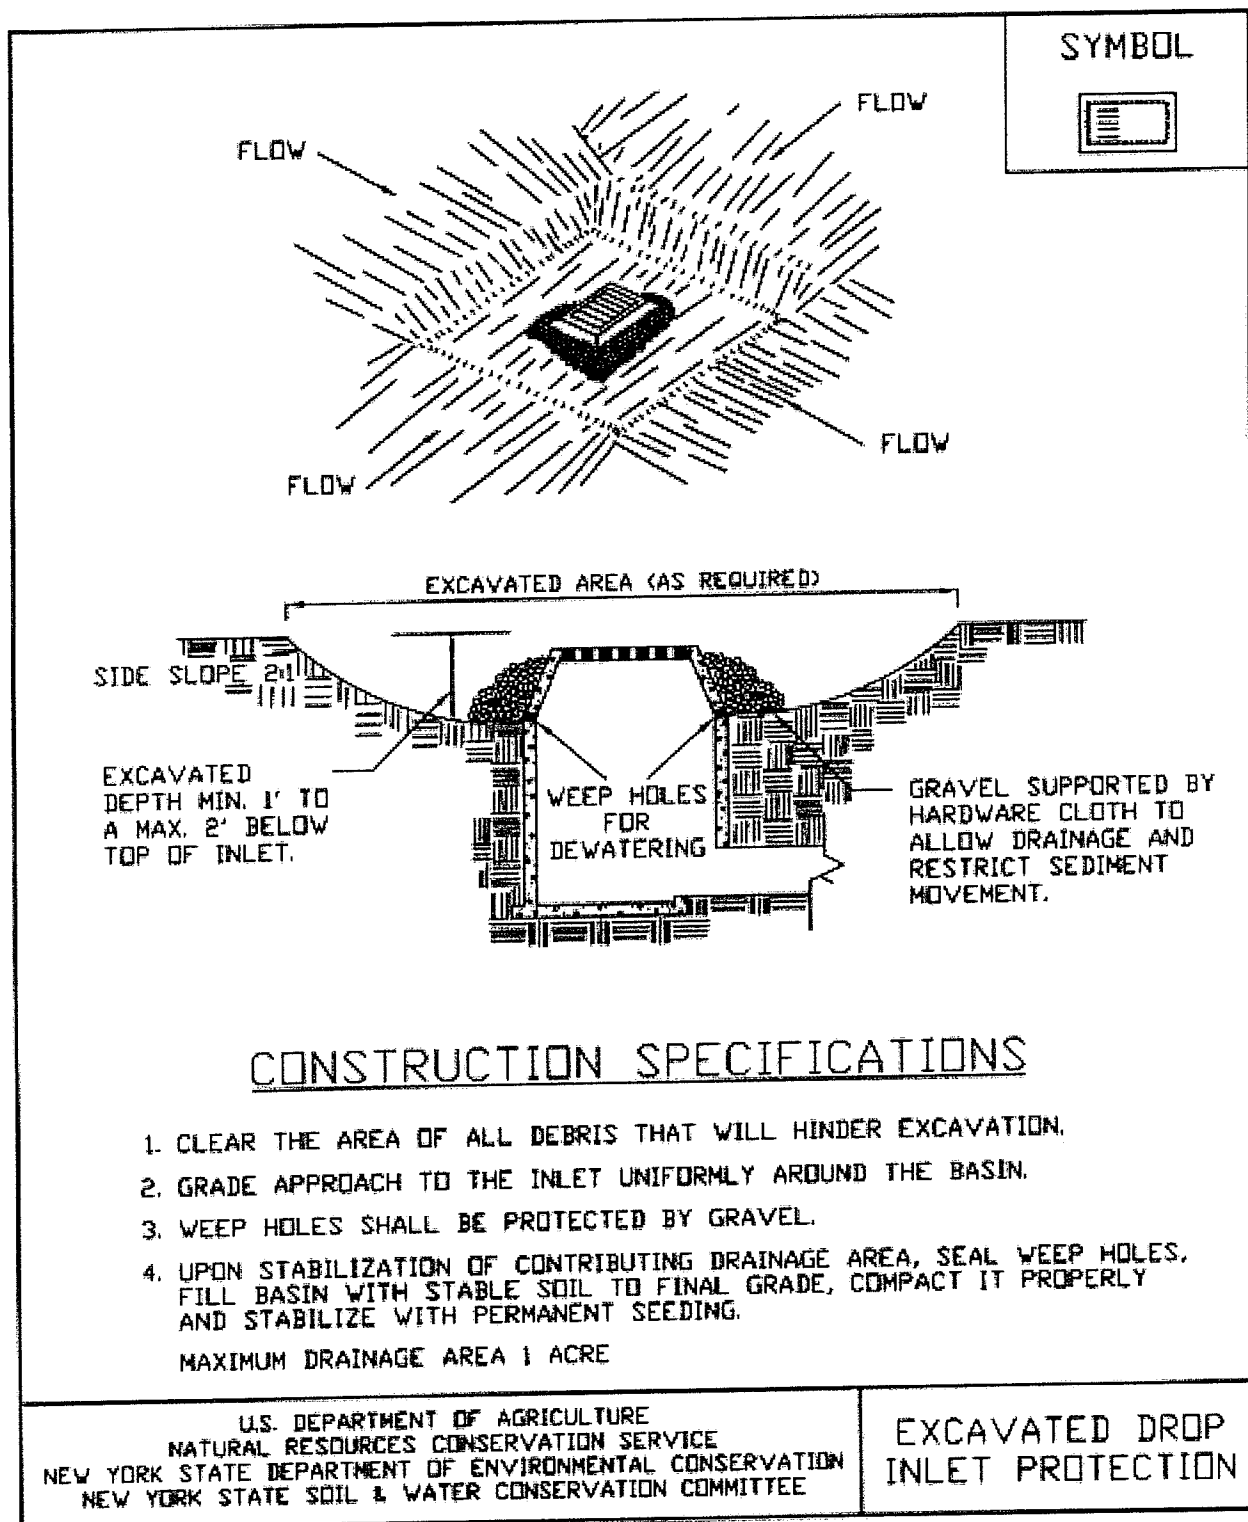 SYMBOL
FLOW
FLOW
FLOW
FLOW
EXCAVATED AREA (AS REQUIRED)
SIDE SLOPE 2:1
EXCAVATED
DEPTH MIN. 1' TO
A MAX. 2' BELOW
TOP OF INLET.
WEEP HOLES
FOR
DEWATERING
GRAVEL SUPPORTED BY
HARDWARE CLOTH TO
ALLOW DRAINAGE AND
RESTRICT SEDIMENT
MOVEMENT.
CONSTRUCTION SPECIFICATIONS
1. CLEAR THE AREA OF ALL DEBRIS THAT WILL HINDER EXCAVATION.
2. GRADE APPROACH TO THE INLET UNIFORMLY AROUND THE BASIN.
3. WEEP HOLES SHALL BE PROTECTED BY GRAVEL.
4. UPON STABILIZATION OF CONTRIBUTING DRAINAGE AREA, SEAL WEEP HOLES,
FILL BASIN WITH STABLE SOIL TO FINAL GRADE, COMPACT IT PROPERLY
AND STABILIZE WITH PERMANENT SEEDING.
MAXIMUM DRAINAGE AREA 1 ACRE
U.S. DEPARTMENT OF AGRICULTURE
NATURAL RESOURCES CONSERVATION SERVICE
NEW YORK STATE DEPARTMENT OF ENVIRONMENTAL CONSERVATION
NEW YORK STATE SOIL & WATER CONSERVATION COMMITTEE
EXCAVATED DROP
INLET PROTECTION